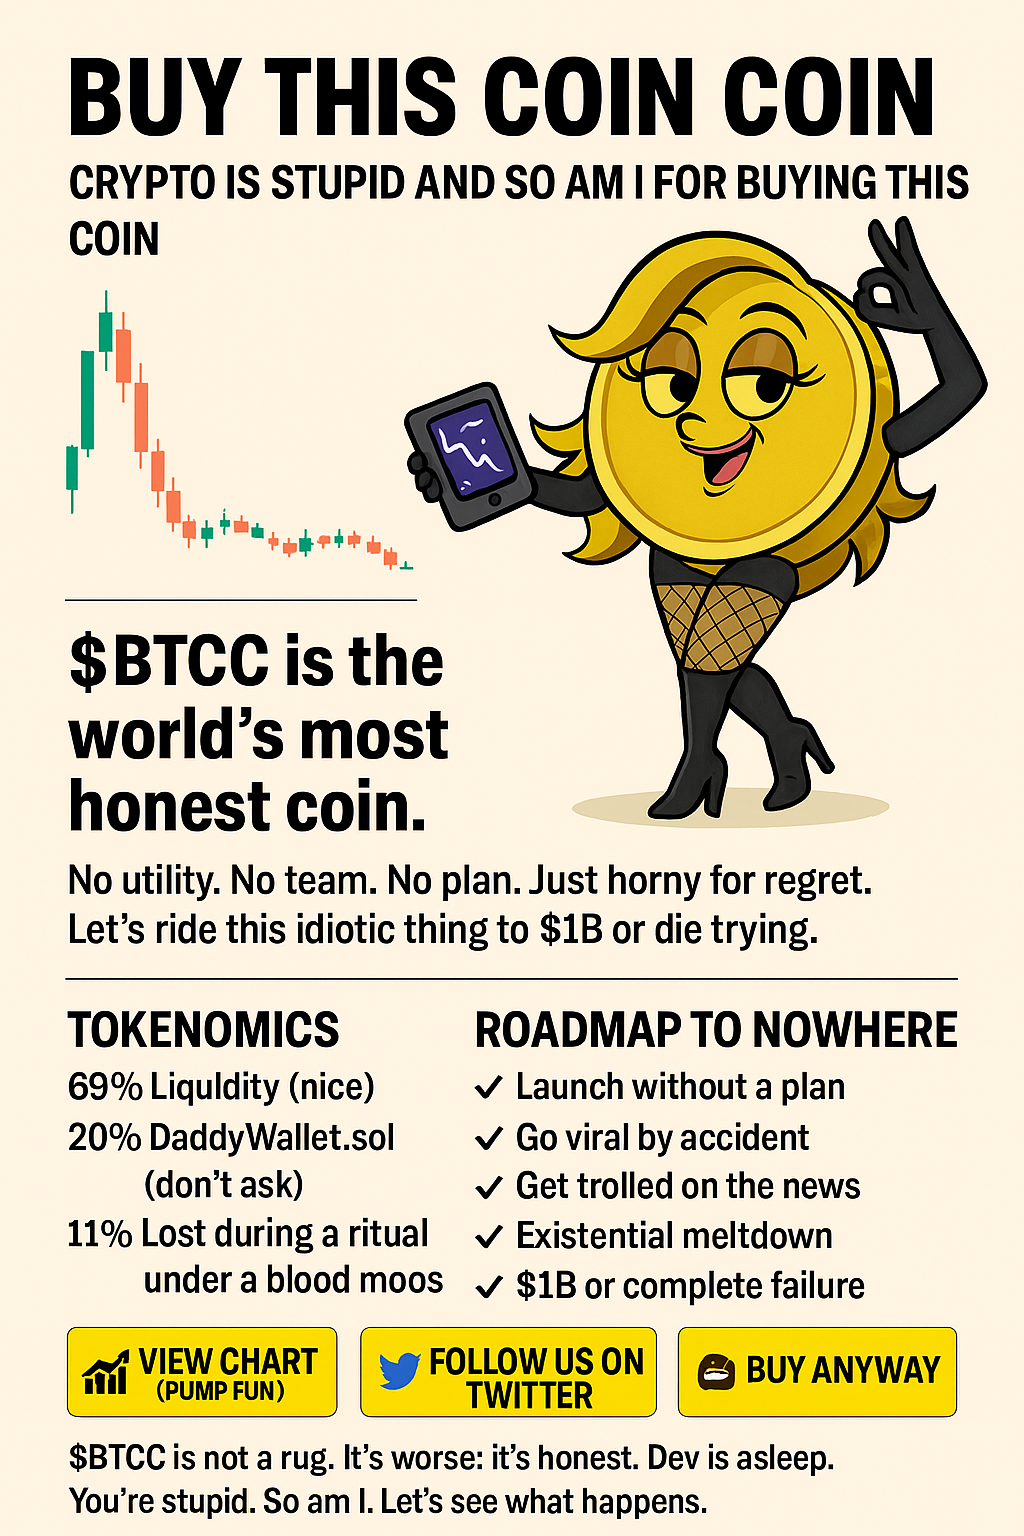 BUY THIS COIN COIN
CRYPTO IS STUPID AND SO AM I FOR BUYING THIS
COIN
$BTCC is the
world's most
honest coin.
No utility. No team. No plan. Just horny for regret.
Let's ride this idiotic thing to $1B or die trying.
TOKENOMICS
69% Liquldity (nice)
20% DaddyWallet.sol
(don't ask)
11% Lost during a ritual
under a blood moos
ROADMAP TO NOWHERE
✓ Launch without a plan
✓ Go viral by accident
✓ Get trolled on the news
✓ Existential meltdown
✓ $1B or complete failure
VIEW CHART
(PUMP FUN)
FOLLOW US ON
TWITTER
BUY ANYWAY
$BTCC is not a rug. It's worse: it's honest. Dev is asleep.
You're stupid. So am I. Let's see what happens.